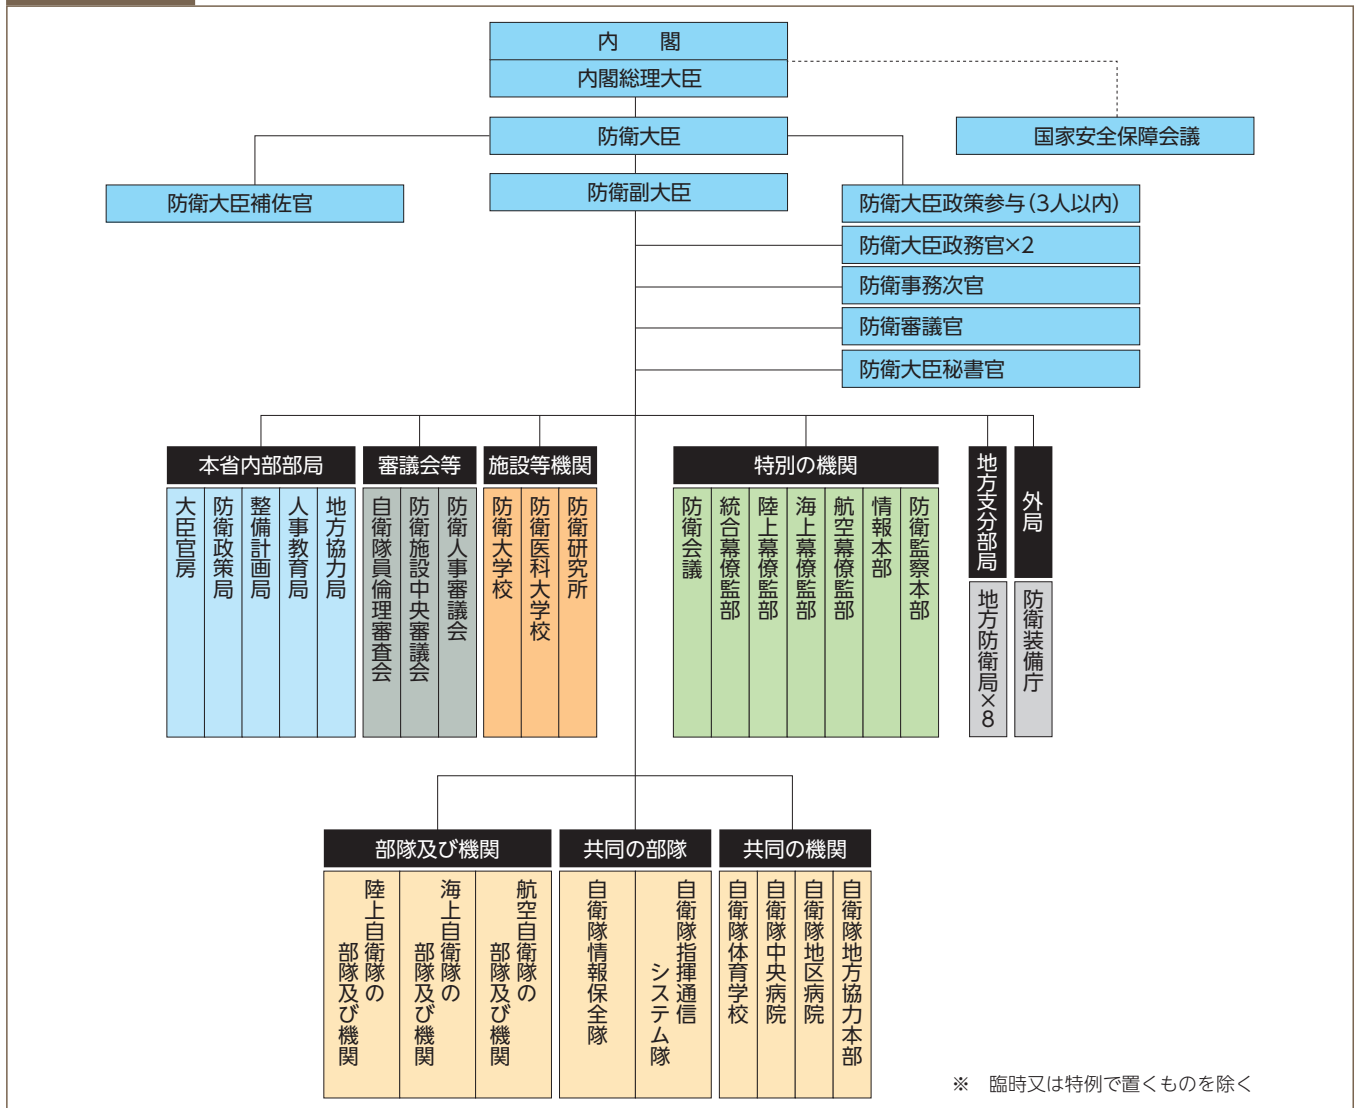 内　　閣
内閣総理大臣
防衛大臣
国家安全保障会議
防衛大臣補佐官
防衛副大臣
防衛大臣政策参与(3人以内)
防衛大臣政務官×2
防衛事務次官
防衛審議官
防衛大臣秘書官
本省内部部局
大臣官房
防衛政策局
整備計画局
人事教育局
地方協力局
審議会等
自衛隊員倫理審査会
防衛施設中央審議会
防衛人事審議会
施設等機関
防衛大学校
防衛医科大学校
防衛研究所
特別の機関
防衛会議
統合幕僚監部
陸上幕僚監部
海上幕僚監部
航空幕僚監部
情報本部
防衛監察本部
地方支分部局
地方防衛局×8
外局
防衛装備庁
部隊及び機関
陸上自衛隊の
部隊及び機関
海上自衛隊の
部隊及び機関
航空自衛隊の
部隊及び機関
共同の部隊
自衛隊情報保全隊
自衛隊指揮通信
システム隊
共同の機関
自衛隊体育学校
自衛隊中央病院
自衛隊地区病院
自衛隊地方協力本部
※　臨時又は特例で置くものを除く